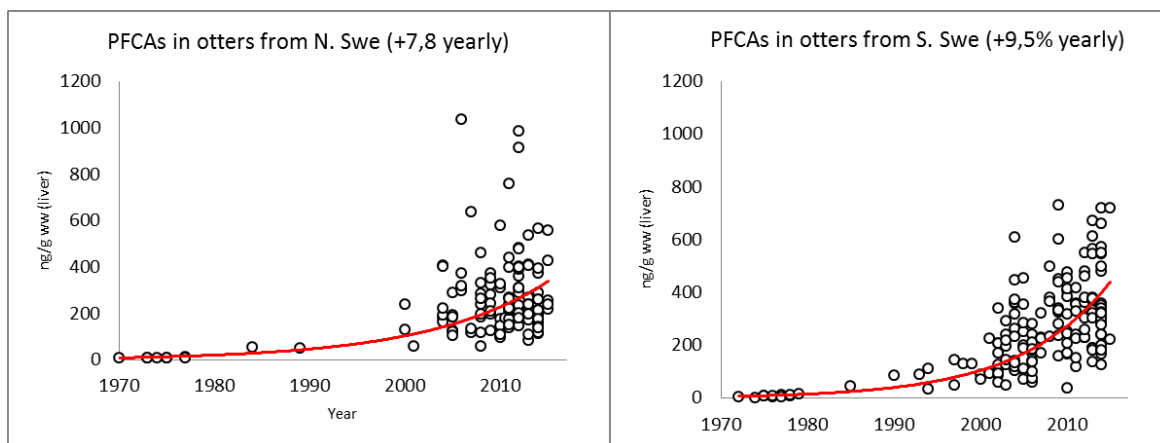 PFCAs in otters from N. Swe (+7,8 yearly)
1200
1000
800
600
400
200
0
ng/g ww (liver)
1970 1980 1990 2000 2010
Year
PFCAs in otters from S. Swe (+9,5% yearly)
1200
1000
800
600
400
200
0
ng/g ww (liver)
1970 1980 1990 2000 2010